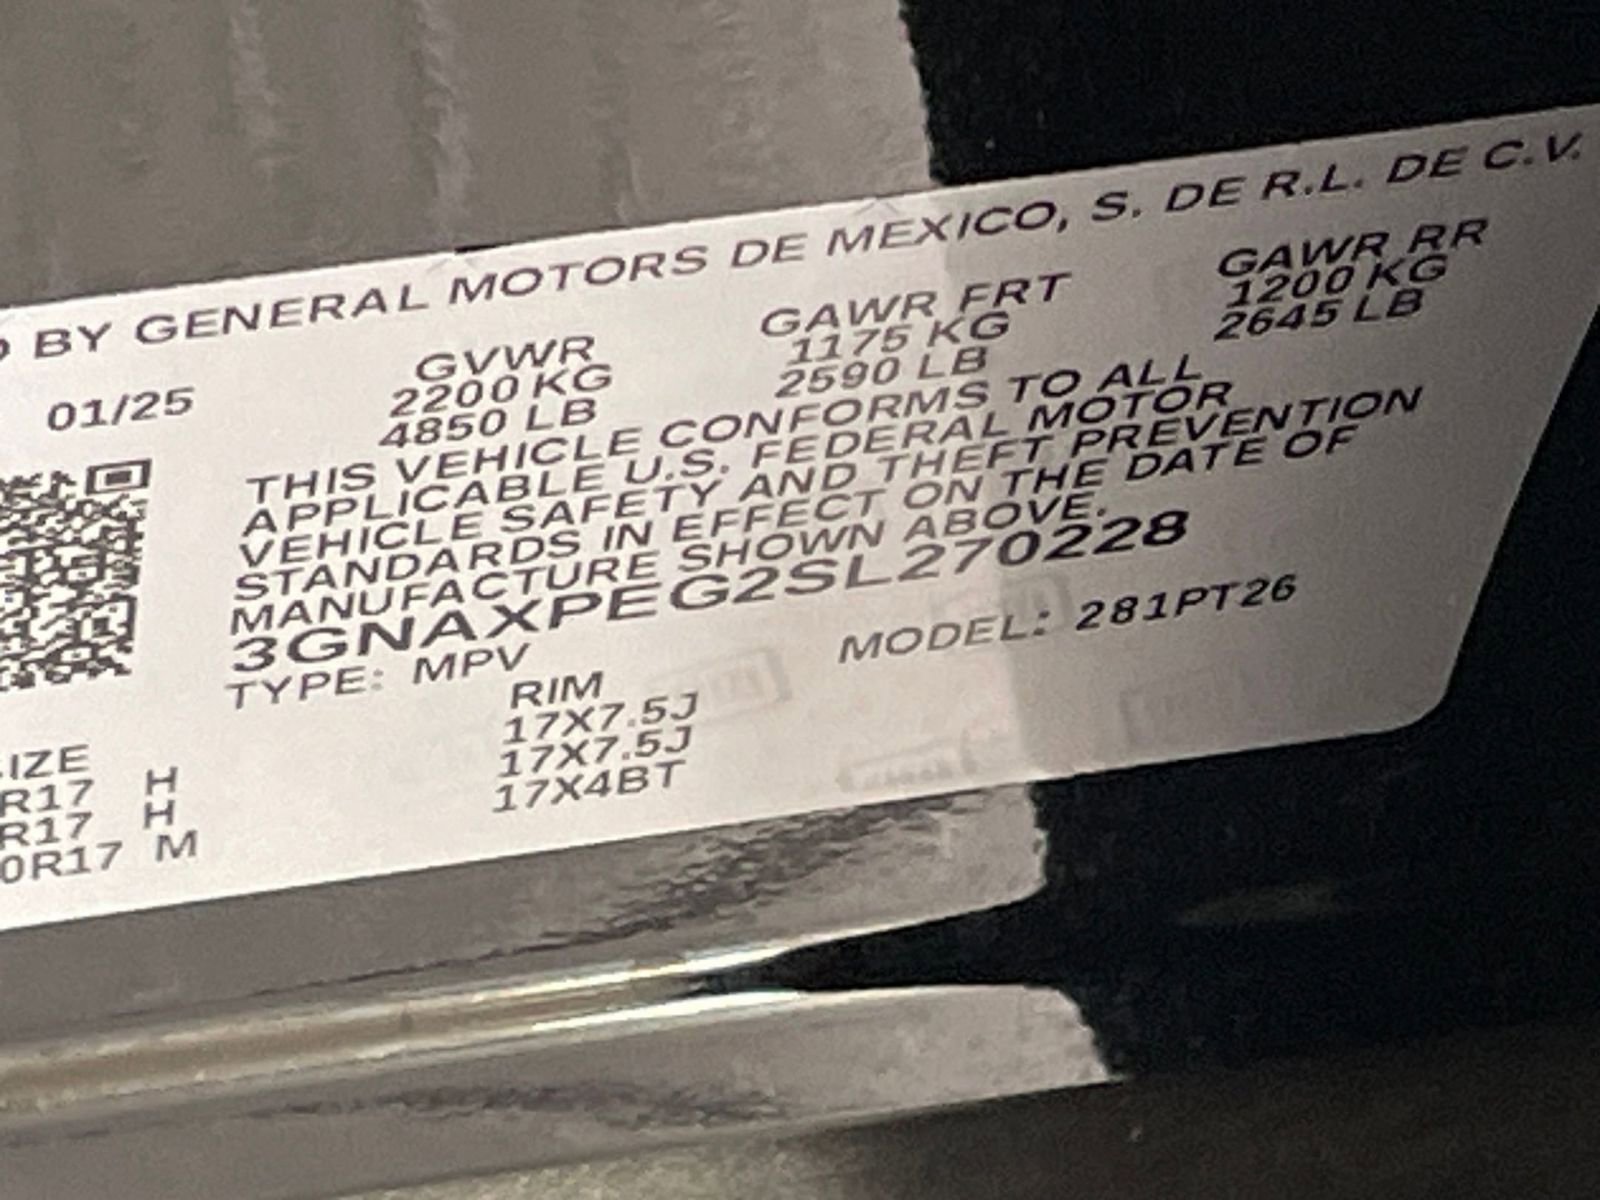 BY GENERAL MOTORS DE MEXICO, S. DE R.L. DE C.V.
01/25 GVWR GAWR FRT GAWR RR
2200 KG 1175 KG 1200 KG
4850 LB 2590 LB 2645 LB
THIS VEHICLE CONFORMS TO ALL
APPLICABLE U.S. FEDERAL MOTOR
VEHICLE SAFETY AND THEFT PREVENTION
STANDARDS IN EFFECT ON THE DATE OF
MANUFACTURE SHOWN ABOVE.
3GNAXPEG2SL270228
TYPE: MPV MODEL: 281PT26
IZE RIM
R17 H 17X7.5J
R17 H 17X7.5J
0R17 M 17X4BT